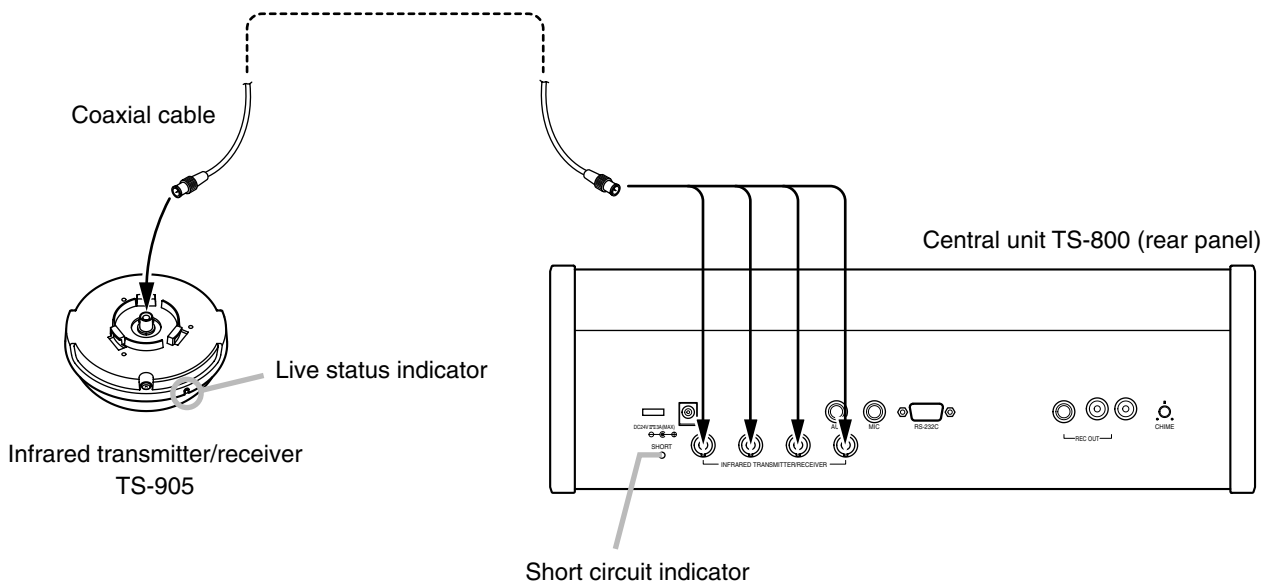 Coaxial cable
Central unit TS-800 (rear panel)
Live status indicator
Infrared transmitter/receiver
TS-905
MIC
RS-232C
CHIME
REC OUT
SHORT
INFRARED TRANSMITTER/RECEIVER
Short circuit indicator